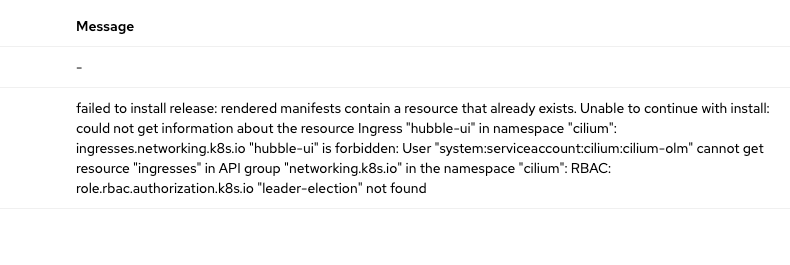 Message
-
failed to install release: rendered manifests contain a resource that already exists. Unable to continue with install:
could not get information about the resource Ingress "hubble-ui" in namespace "cilium":
ingresses.networking.k8s.io "hubble-ui" is forbidden: User "system:serviceaccount:cilium:cilium-olm" cannot get
resource "ingresses" in API group "networking.k8s.io" in the namespace "cilium": RBAC:
role.rbac.authorization.k8s.io "leader-election" not found